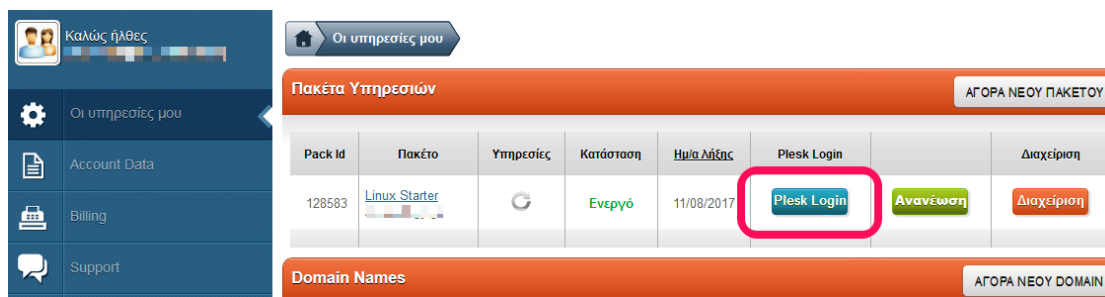 Καλώς ήλθες
Οι υπηρεσίες μου
Account Data
Billing
Support
Οι υπηρεσίες μου
Πακέτα Υπηρεσιών
ΑΓΟΡΑ ΝΕΟΥ ΠΑΚΕΤΟΥ
Pack Id Πακέτο Υπηρεσίες Κατάσταση Ημ/α Λήξης Plesk Login Διαχείριση
128583 Linux Starter Ενεργό 11/08/2017 Plesk Login Ανανέωση Διαχείριση
Domain Names
ΑΓΟΡΑ ΝΕΟΥ DOMAIN